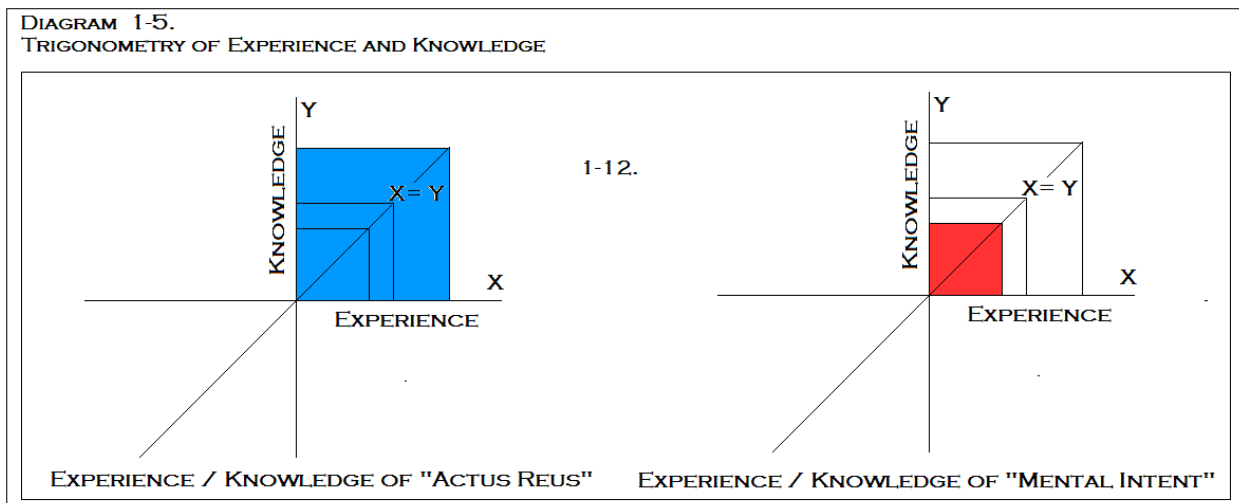 Diagram 1-5.
Trigonometry of Experience and Knowledge
Y
Knowledge
X= Y
X
Experience
Experience / Knowledge of "Actus Reus"
1-12.
Y
Knowledge
X= Y
X
Experience
Experience / Knowledge of "Mental Intent"